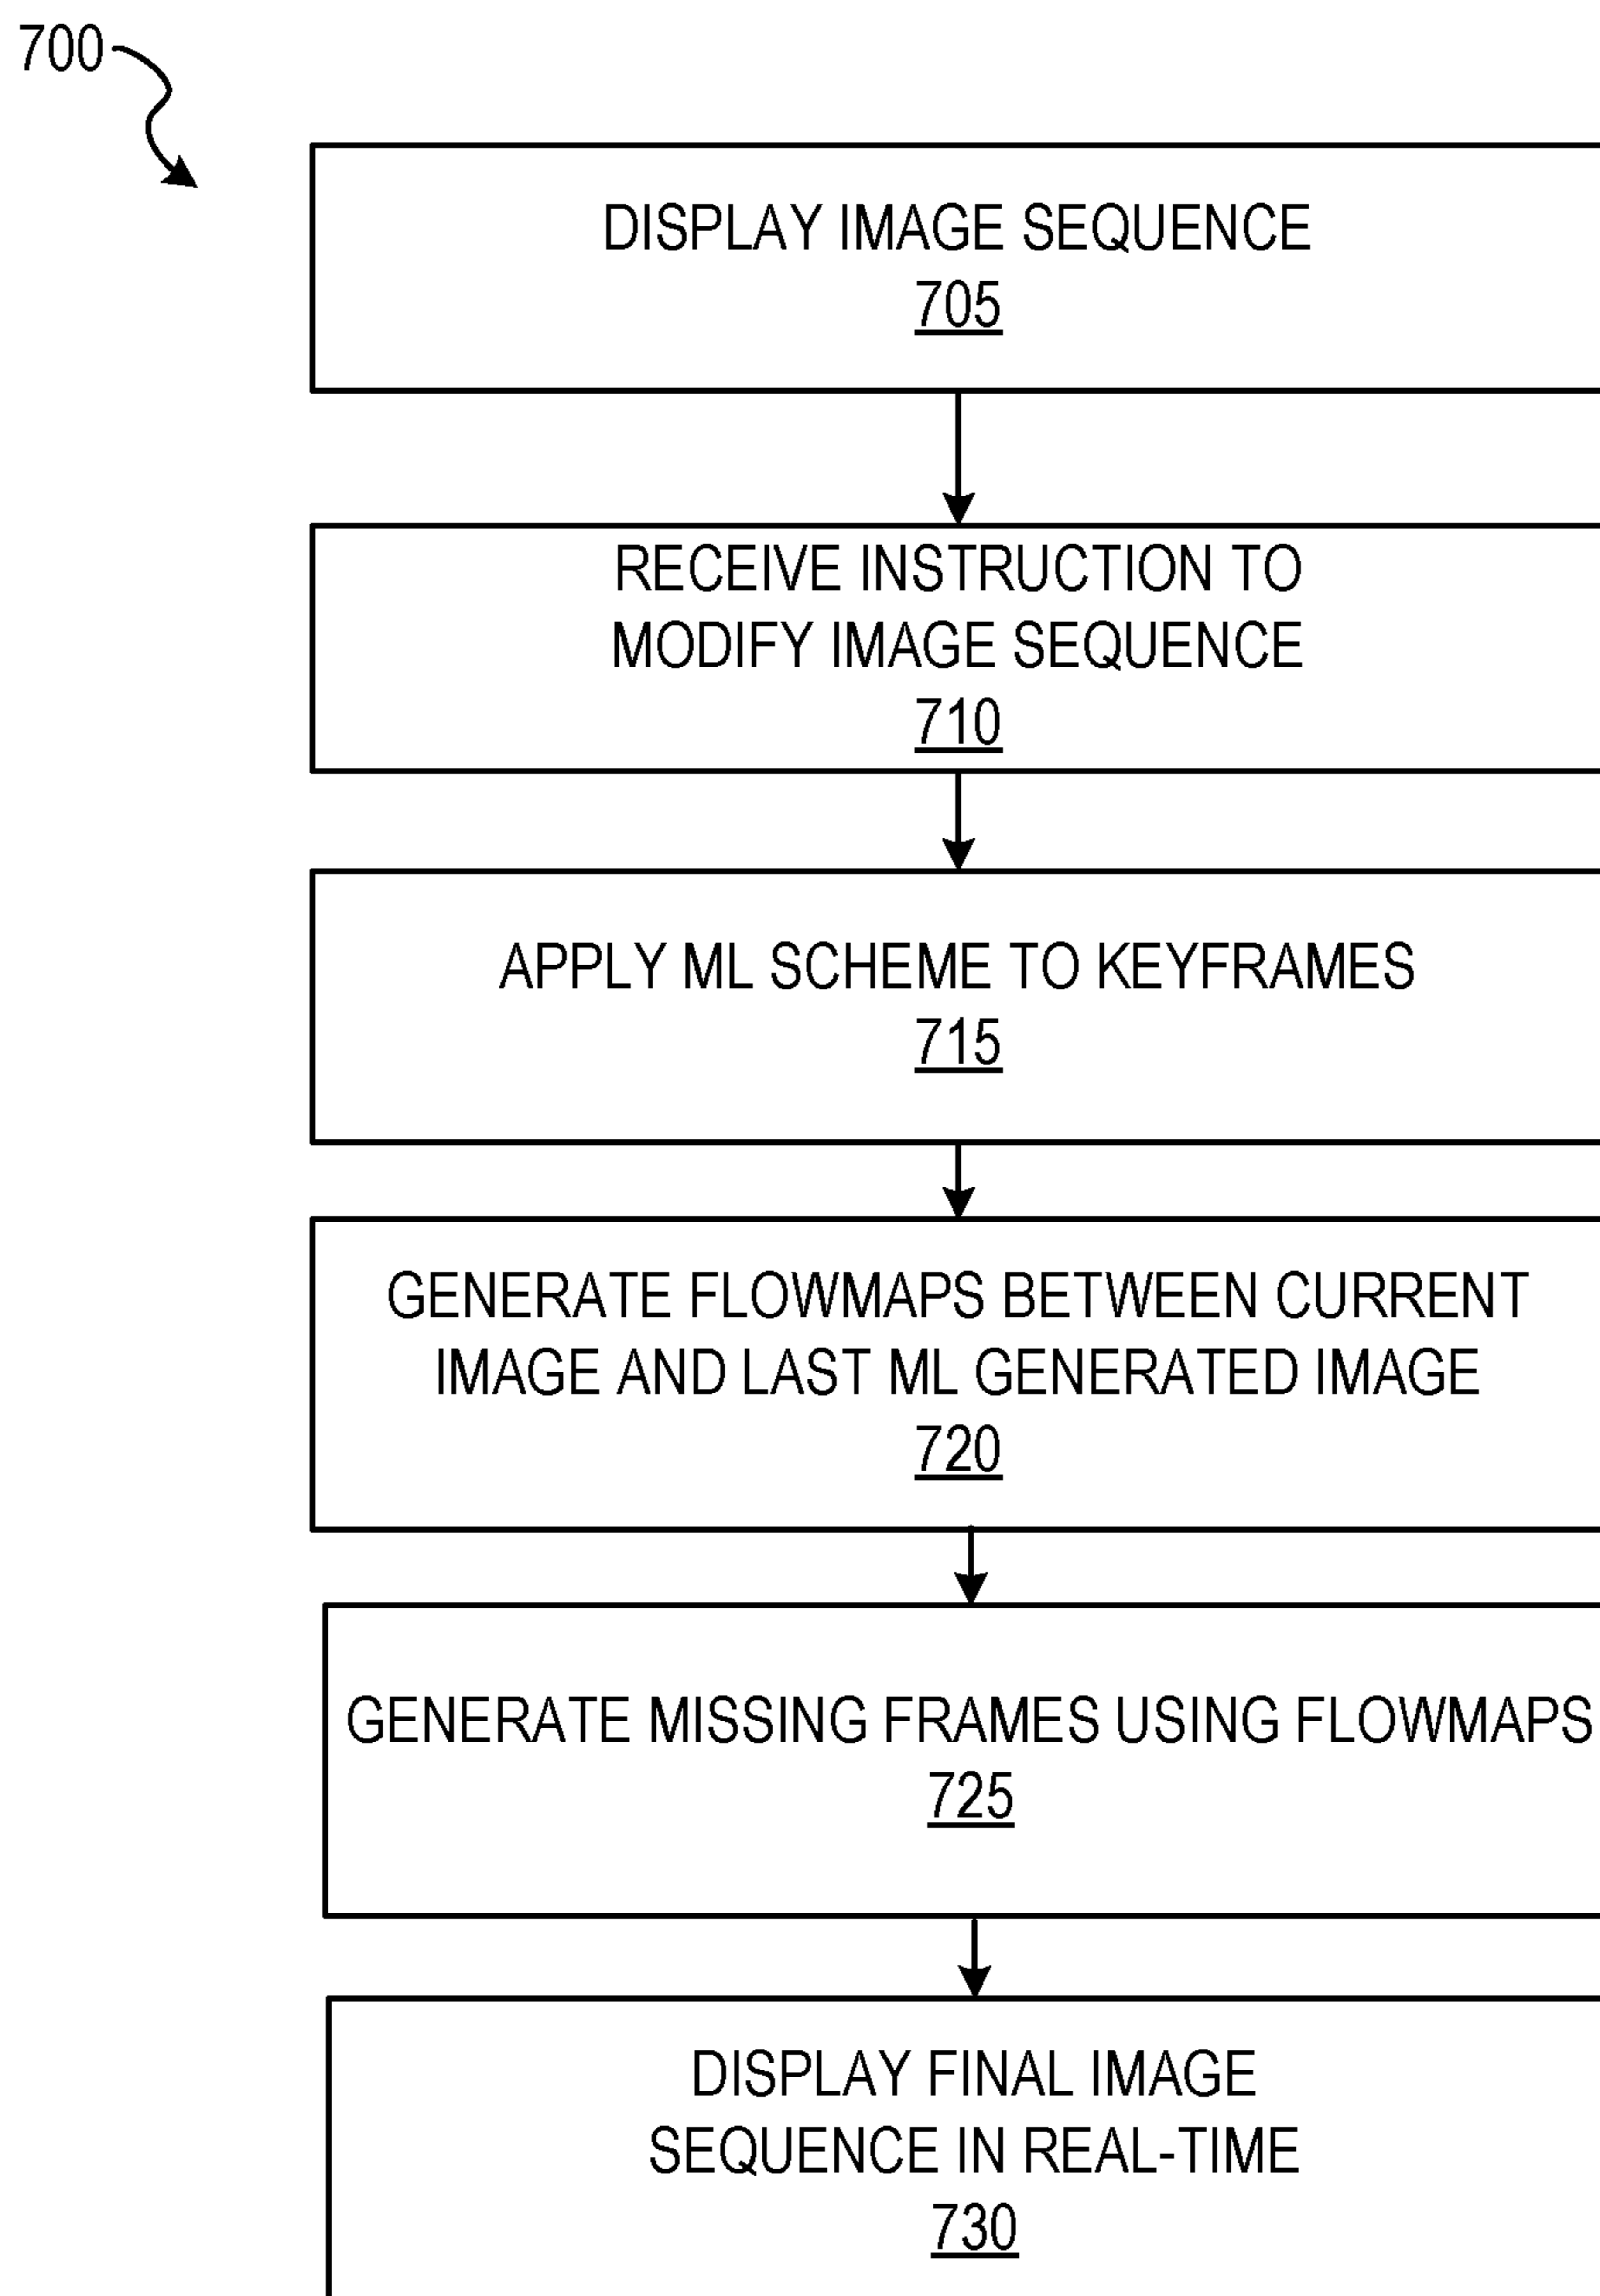 700
DISPLAY IMAGE SEQUENCE
705
RECEIVE INSTRUCTION TO
MODIFY IMAGE SEQUENCE
710
APPLY ML SCHEME TO KEYFRAMES
715
GENERATE FLOWMAPS BETWEEN CURRENT
IMAGE AND LAST ML GENERATED IMAGE
720
GENERATE MISSING FRAMES USING FLOWMAPS
725
DISPLAY FINAL IMAGE
SEQUENCE IN REAL-TIME
730